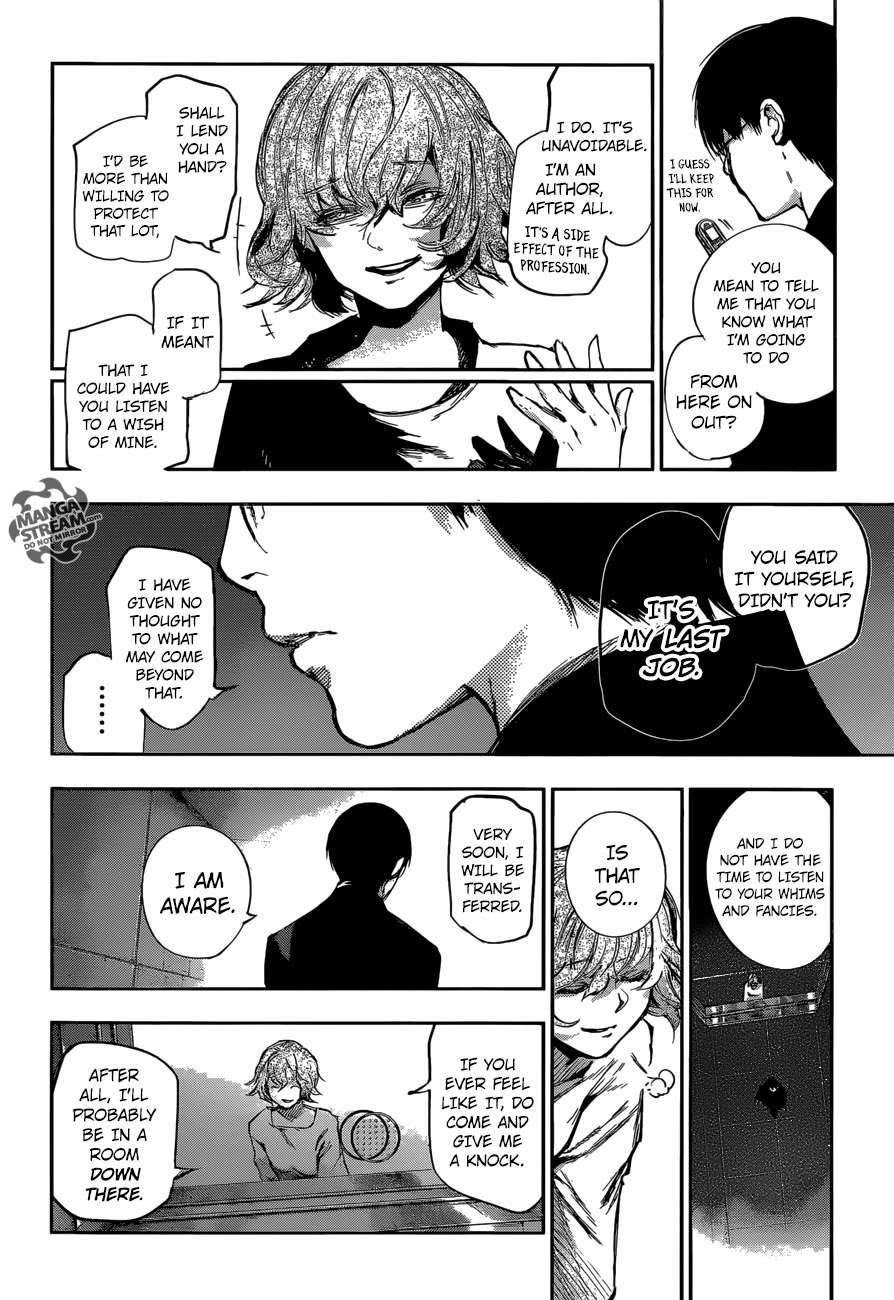 I GUESS
I'LL KEEP
THIS FOR
NOW.
YOU
MEAN TO TELL
ME THAT YOU
KNOW WHAT
I'M GOING
TO DO
FROM
HERE ON
OUT?
I DO. IT'S
UNAVOIDABLE.
I'M AN
AUTHOR,
AFTER ALL.
IT'S A SIDE
EFFECT OF THE
PROFESSION.
SHALL
I LEND
YOU A
HAND?
I'D BE
MORE THAN
WILLING TO
PROTECT
THAT LOT,
IF IT
MEANT
THAT I
COULD HAVE
YOU LISTEN
TO A WISH
OF MINE.
MANGA
STREAM.com
DO NOT MIRROR
YOU SAID
IT YOURSELF,
DIDN'T YOU?
IT'S
MY LAST
JOB.
I HAVE
GIVEN NO
THOUGHT
TO WHAT
MAY COME
BEYOND
THAT.
......
AND I DO
NOT HAVE THE
TIME TO LISTEN
TO YOUR WHIMS
AND FANCIES.
IS
THAT
SO...
VERY
SOON, I
WILL BE
TRANS-
FERRED.
I AM
AWARE.
IF YOU
EVER FEEL
LIKE IT, DO
COME AND
GIVE ME
A KNOCK.
AFTER
ALL, I'LL
PROBABLY
BE IN A
ROOM
DOWN
THERE.